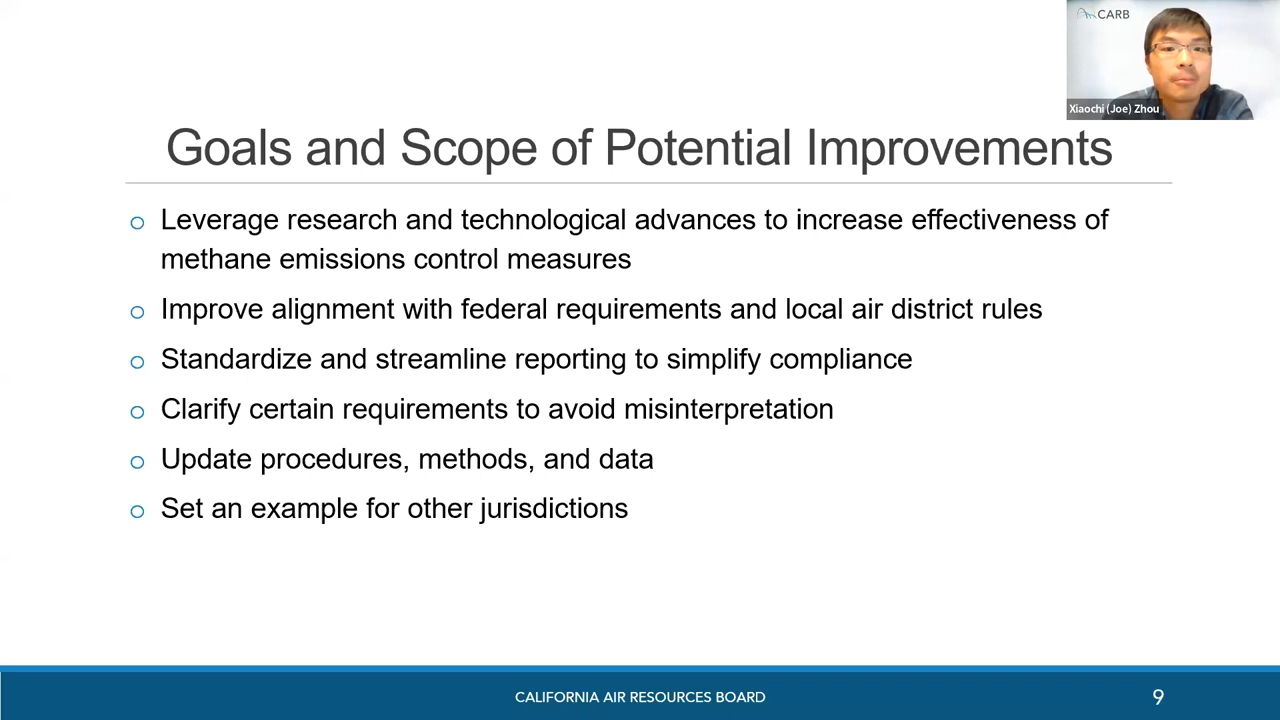 CARB
Xiaochi (Joe) Zhou
Goals and Scope of Potential Improvements
o Leverage research and technological advances to increase effectiveness of
methane emissions control measures
o Improve alignment with federal requirements and local air district rules
o Standardize and streamline reporting to simplify compliance
o Clarify certain requirements to avoid misinterpretation
o Update procedures, methods, and data
o Set an example for other jurisdictions
CALIFORNIA AIR RESOURCES BOARD
9